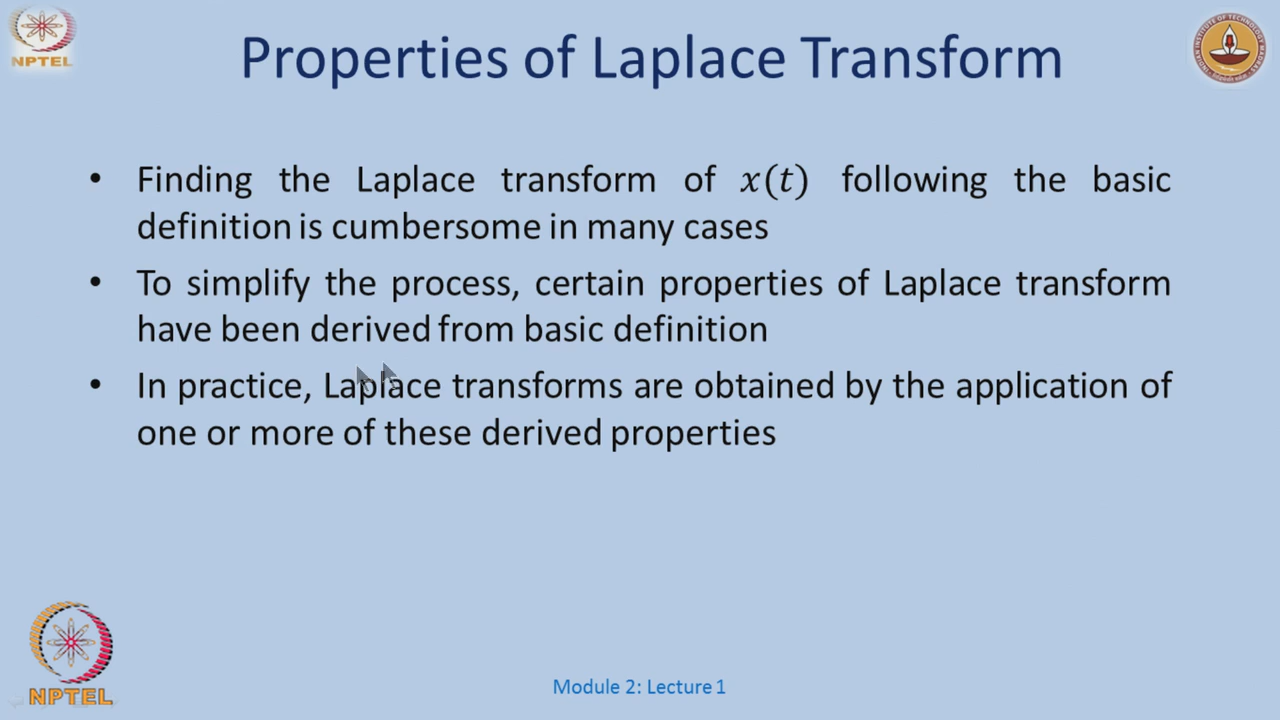 NPTEL
Properties of Laplace Transform
• Finding the Laplace transform of x(t) following the basic
definition is cumbersome in many cases
• To simplify the process, certain properties of Laplace transform
have been derived from basic definition
• In practice, Laplace transforms are obtained by the application of
one or more of these derived properties
NPTEL
Module 2: Lecture 1